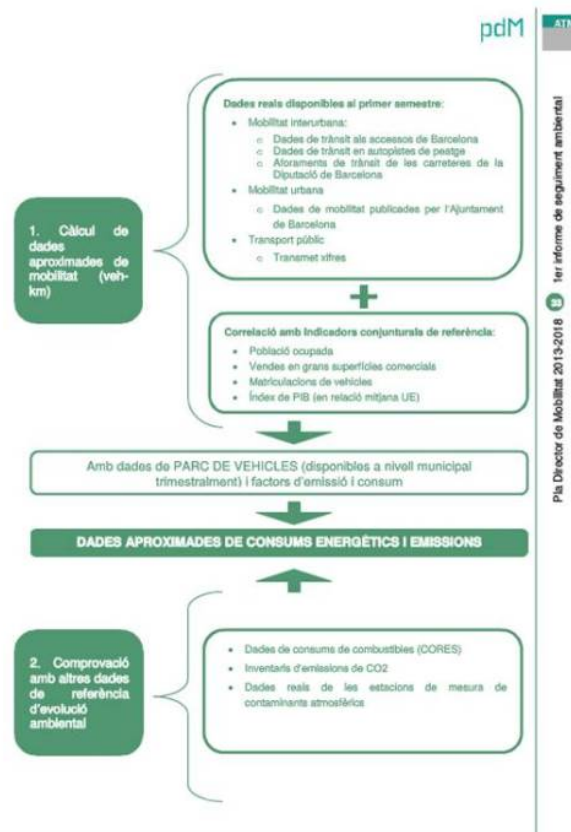 pdM
ATM
Dades reals disponibles al primer semestre:
• Mobilitat interurbana:
○ Dades de trànsit als accessos de Barcelona
○ Dades de trànsit en autopistes de peatge
○ Aforaments de trànsit de les carreteres de la
Diputació de Barcelona
• Mobilitat urbana
○ Dades de mobilitat publicades per l'Ajuntament
de Barcelona
• Transport públic
○ Transmet xifres
1. Càlcul de
dades
aproximades de
mobilitat (veh-
km)
+
Correlació amb Indicadors conjunturals de referència:
• Població ocupada
• Vendes en grans superfícies comercials
• Matriculacions de vehicles
• Índex de PIB (en relació mitjana UE)
Amb dades de PARC DE VEHICLES (disponibles a nivell municipal
trimestralment) i factors d'emissió i consum
DADES APROXIMADES DE CONSUMS ENERGÈTICS I EMISSIONS
2. Comprovació
amb altres dades
de referència
d'evolució
ambiental
• Dades de consums de combustibles (CORES)
• Inventaris d'emissions de CO2
• Dades reals de les estacions de mesura de
contaminants atmosfèrics
Pla Director de Mobilitat 2013-2018 33 1er informe de seguiment ambiental